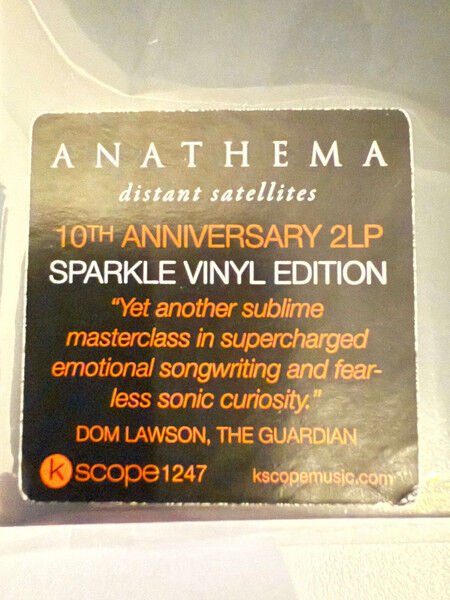 ANATHEMA
distant satellites
10TH ANNIVERSARY 2LP
SPARKLE VINYL EDITION
“Yet another sublime
masterclass in supercharged
emotional songwriting and fear-
less sonic curiosity.”
DOM LAWSON, THE GUARDIAN
kscope1247 kscopemusic.com